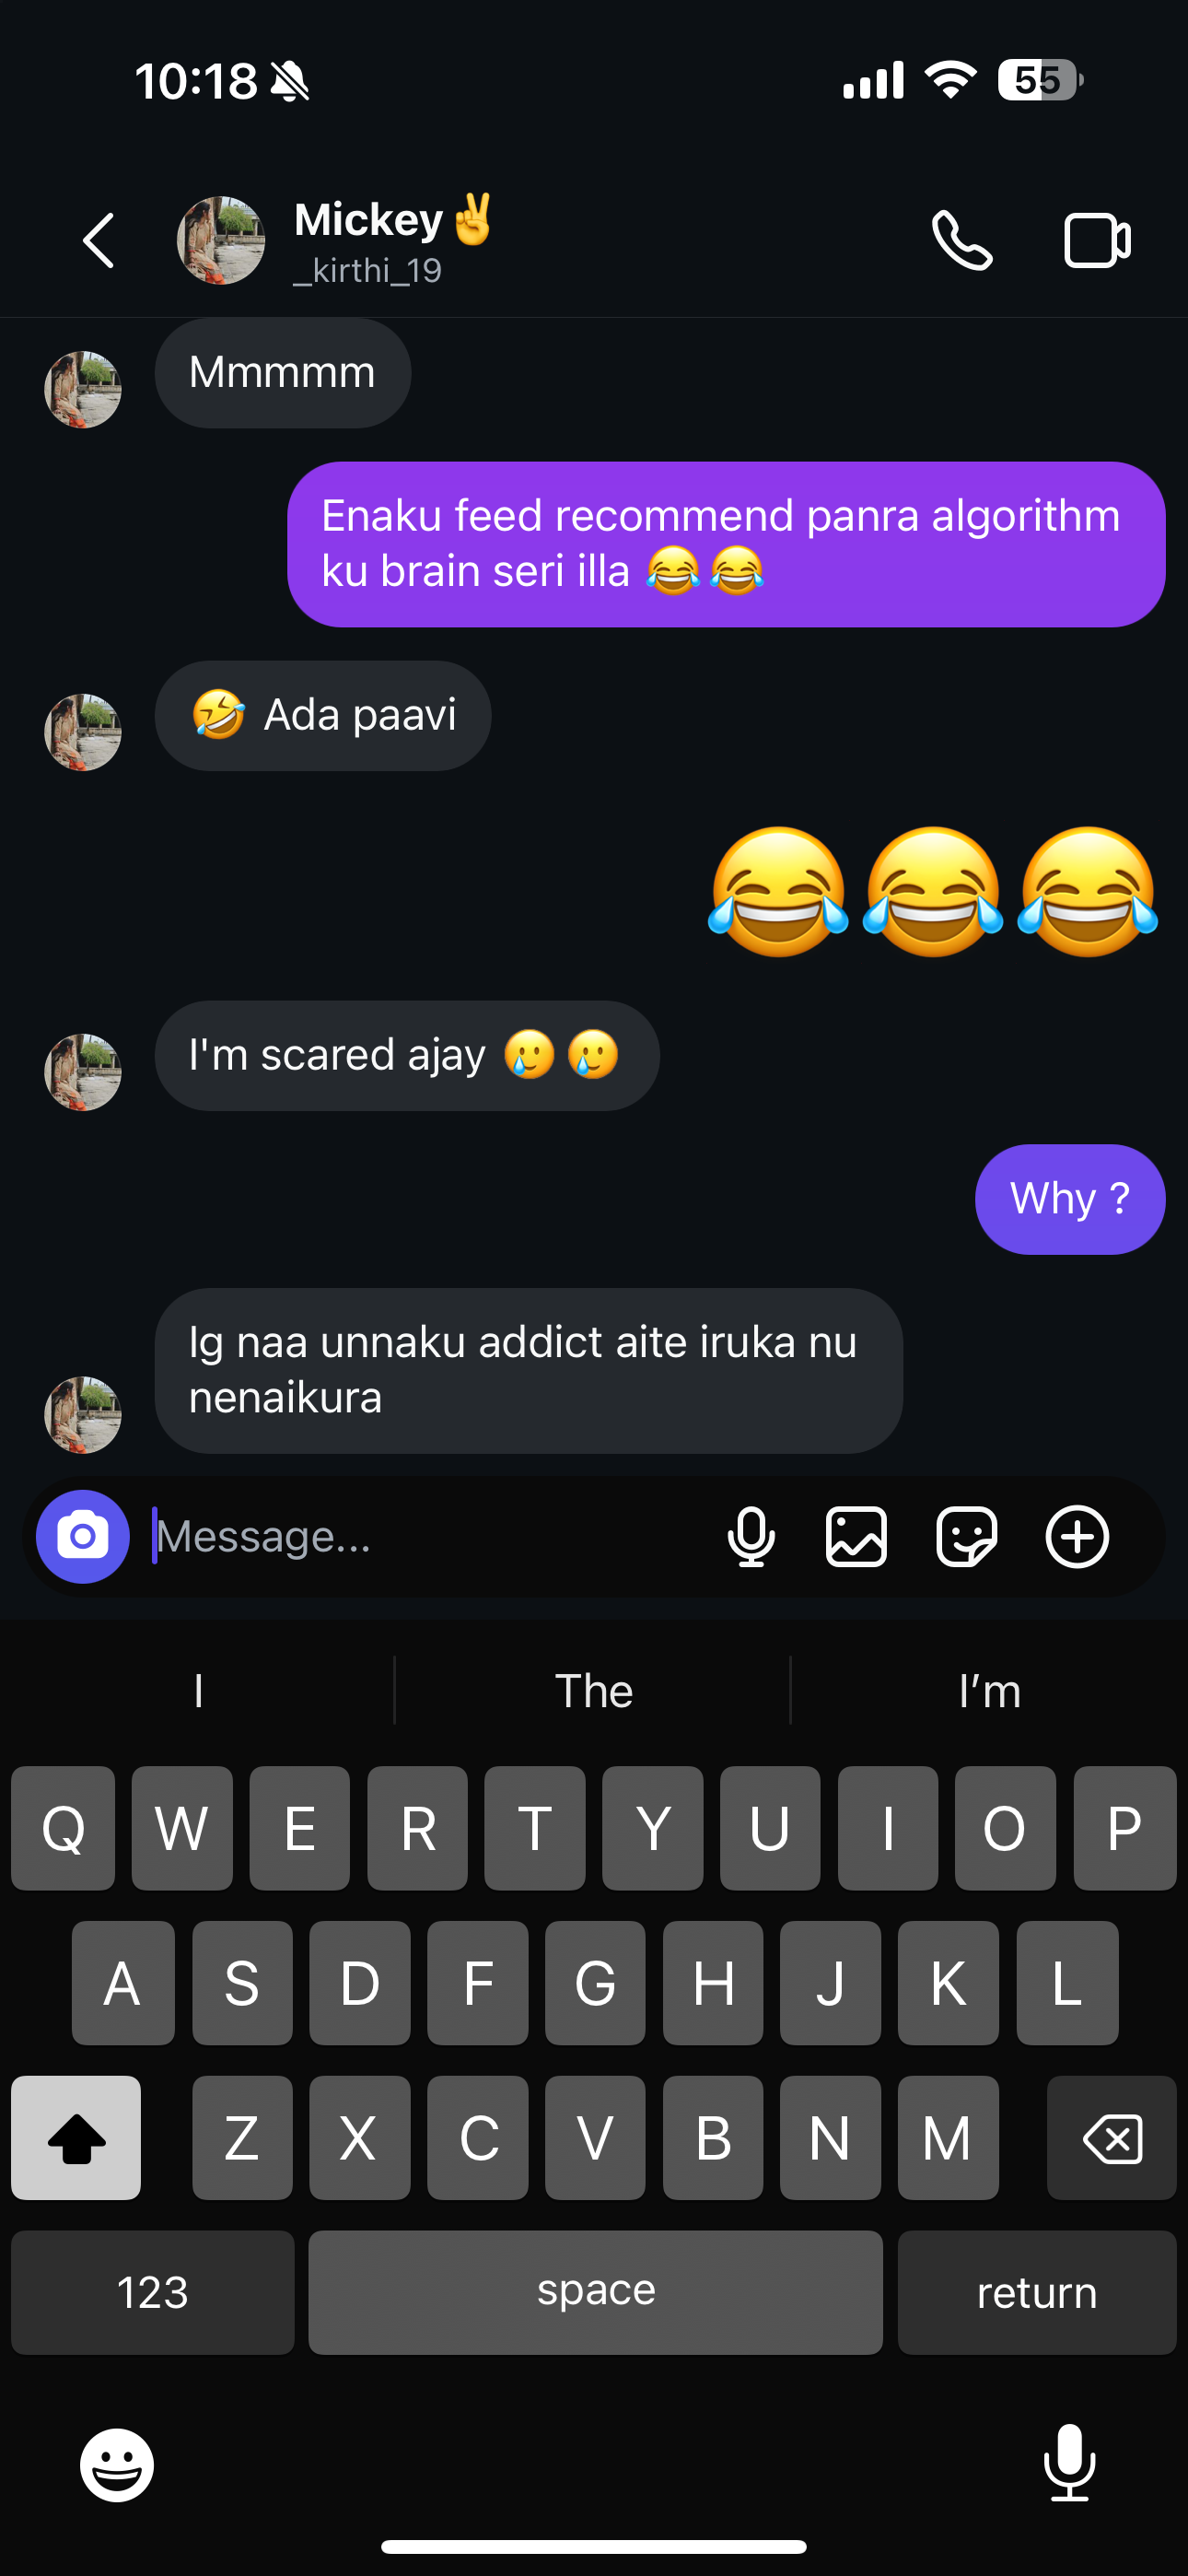 10:18
55
Mickey✌️
_kirthi_19
Mmmmm
Enaku feed recommend panra algorithm
ku brain seri illa 😂😂
🤣 Ada paavi
😂😂😂
I'm scared ajay 🥲🥲
Why ?
Ig naa unnaku addict aite iruka nu
nenaikura
Message...
I The I’m
Q W E R T Y U I O P
A S D F G H J K L
Z X C V B N M
123 space return